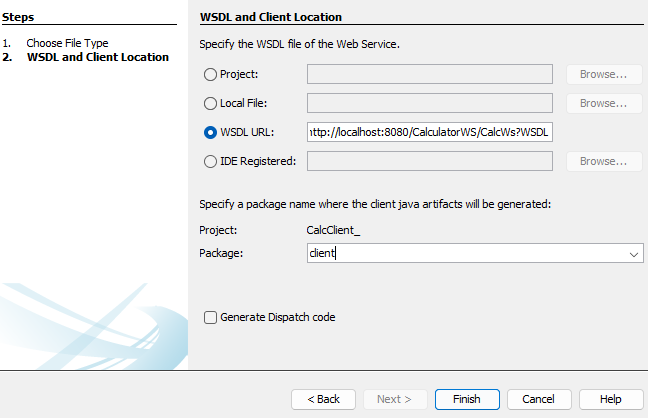 Steps
1. Choose File Type
2. WSDL and Client Location
WSDL and Client Location
Specify the WSDL file of the Web Service.
Project: Browse...
Local File: Browse...
WSDL URL: http://localhost:8080/CalculatorWS/CalcWs?WSDL
IDE Registered: Browse...
Specify a package name where the client java artifacts will be generated:
Project: CalcClient_
Package: client
Generate Dispatch code
< Back Next > Finish Cancel Help